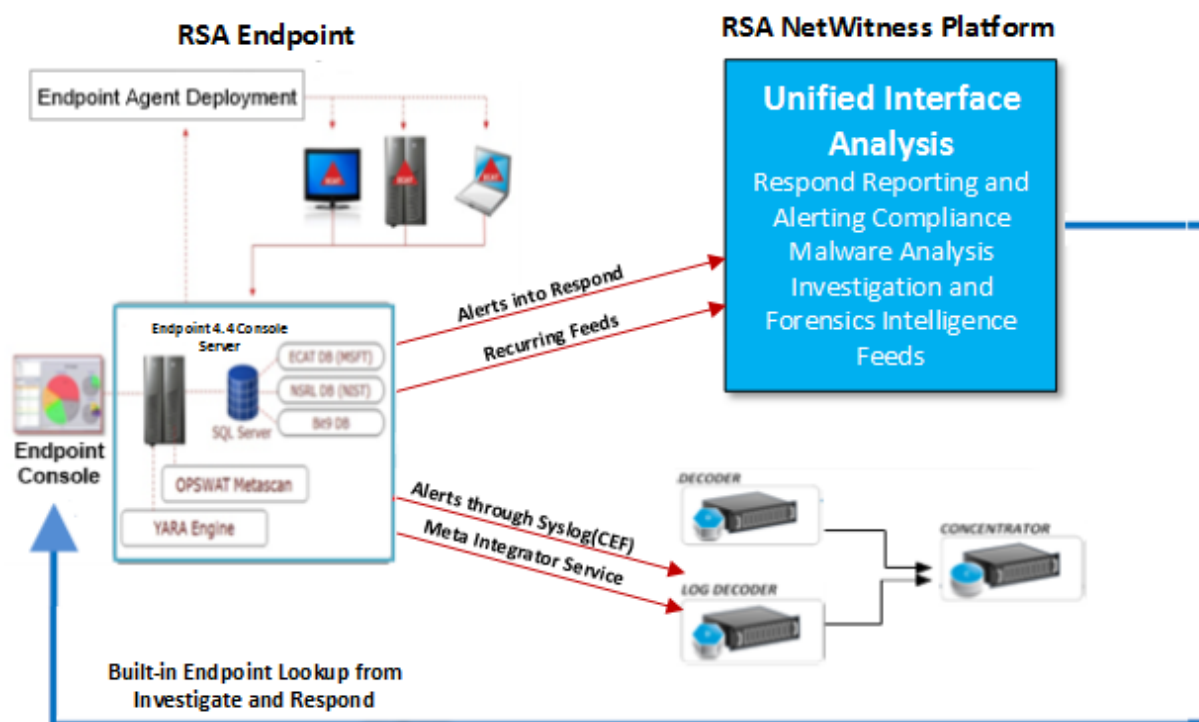 RSA Endpoint
RSA NetWitness Platform
Endpoint Agent Deployment
ECAT
ECAT
ECAT
Unified Interface
Analysis
Respond Reporting and
Alerting Compliance
Malware Analysis
Investigation and
Forensics Intelligence
Feeds
Alerts into Respond
Recurring Feeds
Endpoint 4.4 Console
Server
ECAT DB (MSFT)
NSRL DB (NIST)
Bit9 DB
SQL Server
OPSWAT Metascan
YARA Engine
Endpoint
Console
Alerts through Syslog(CEF)
Meta Integrator Service
DECODER
CONCENTRATOR
LOG DECODER
Built-in Endpoint Lookup from
Investigate and Respond